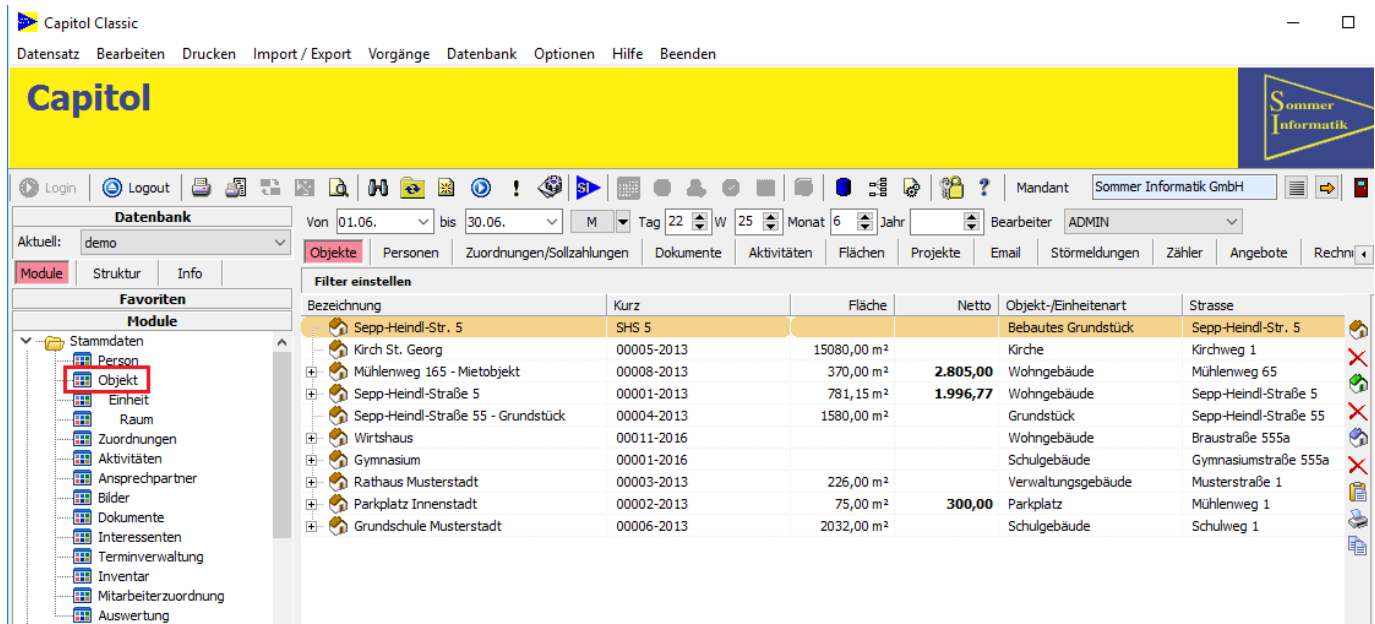 Capitol Classic
Datensatz Bearbeiten Drucken Import / Export Vorgänge Datenbank Optionen Hilfe Beenden
Capitol
Sommer
Informatik
Login Logout ! SI ? Mandant Sommer Informatik GmbH
Datenbank
Von 01.06. bis 30.06. M Tag 22 W 25 Monat 6 Jahr Bearbeiter ADMIN
Aktuell: demo
Objekte Personen Zuordnungen/Sollzahlungen Dokumente Aktivitäten Flächen Projekte Email Störmeldungen Zähler Angebote Rechn
Module Struktur Info
Filter einstellen
Favoriten
Bezeichnung Kurz Fläche Netto Objekt-/Einheitenart Strasse
Module
Sepp-Heindl-Str. 5 SHS 5 Bebautes Grundstück Sepp-Heindl-Str. 5
Kirch St. Georg 00005-2013 15080,00 m² Kirche Kirchweg 1
Mühlenweg 165 - Mietobjekt 00008-2013 370,00 m² 2.805,00 Wohngebäude Mühlenweg 65
Sepp-Heindl-Straße 5 00001-2013 781,15 m² 1.996,77 Wohngebäude Sepp-Heindl-Straße 5
Sepp-Heindl-Straße 55 - Grundstück 00004-2013 1580,00 m² Grundstück Sepp-Heindl-Straße 55
Wirtshaus 00011-2016 Wohngebäude Braustraße 555a
Gymnasium 00001-2016 Schulgebäude Gymnasiumstraße 555a
Rathaus Musterstadt 00003-2013 226,00 m² Verwaltungsgebäude Musterstraße 1
Parkplatz Innenstadt 00002-2013 75,00 m² 300,00 Parkplatz Mühlenweg 1
Grundschule Musterstadt 00006-2013 2032,00 m² Schulgebäude Schulweg 1
Stammdaten
Person
Objekt
Einheit
Raum
Zuordnungen
Aktivitäten
Ansprechpartner
Bilder
Dokumente
Interessenten
Terminverwaltung
Inventar
Mitarbeiterzuordnung
Auswertung